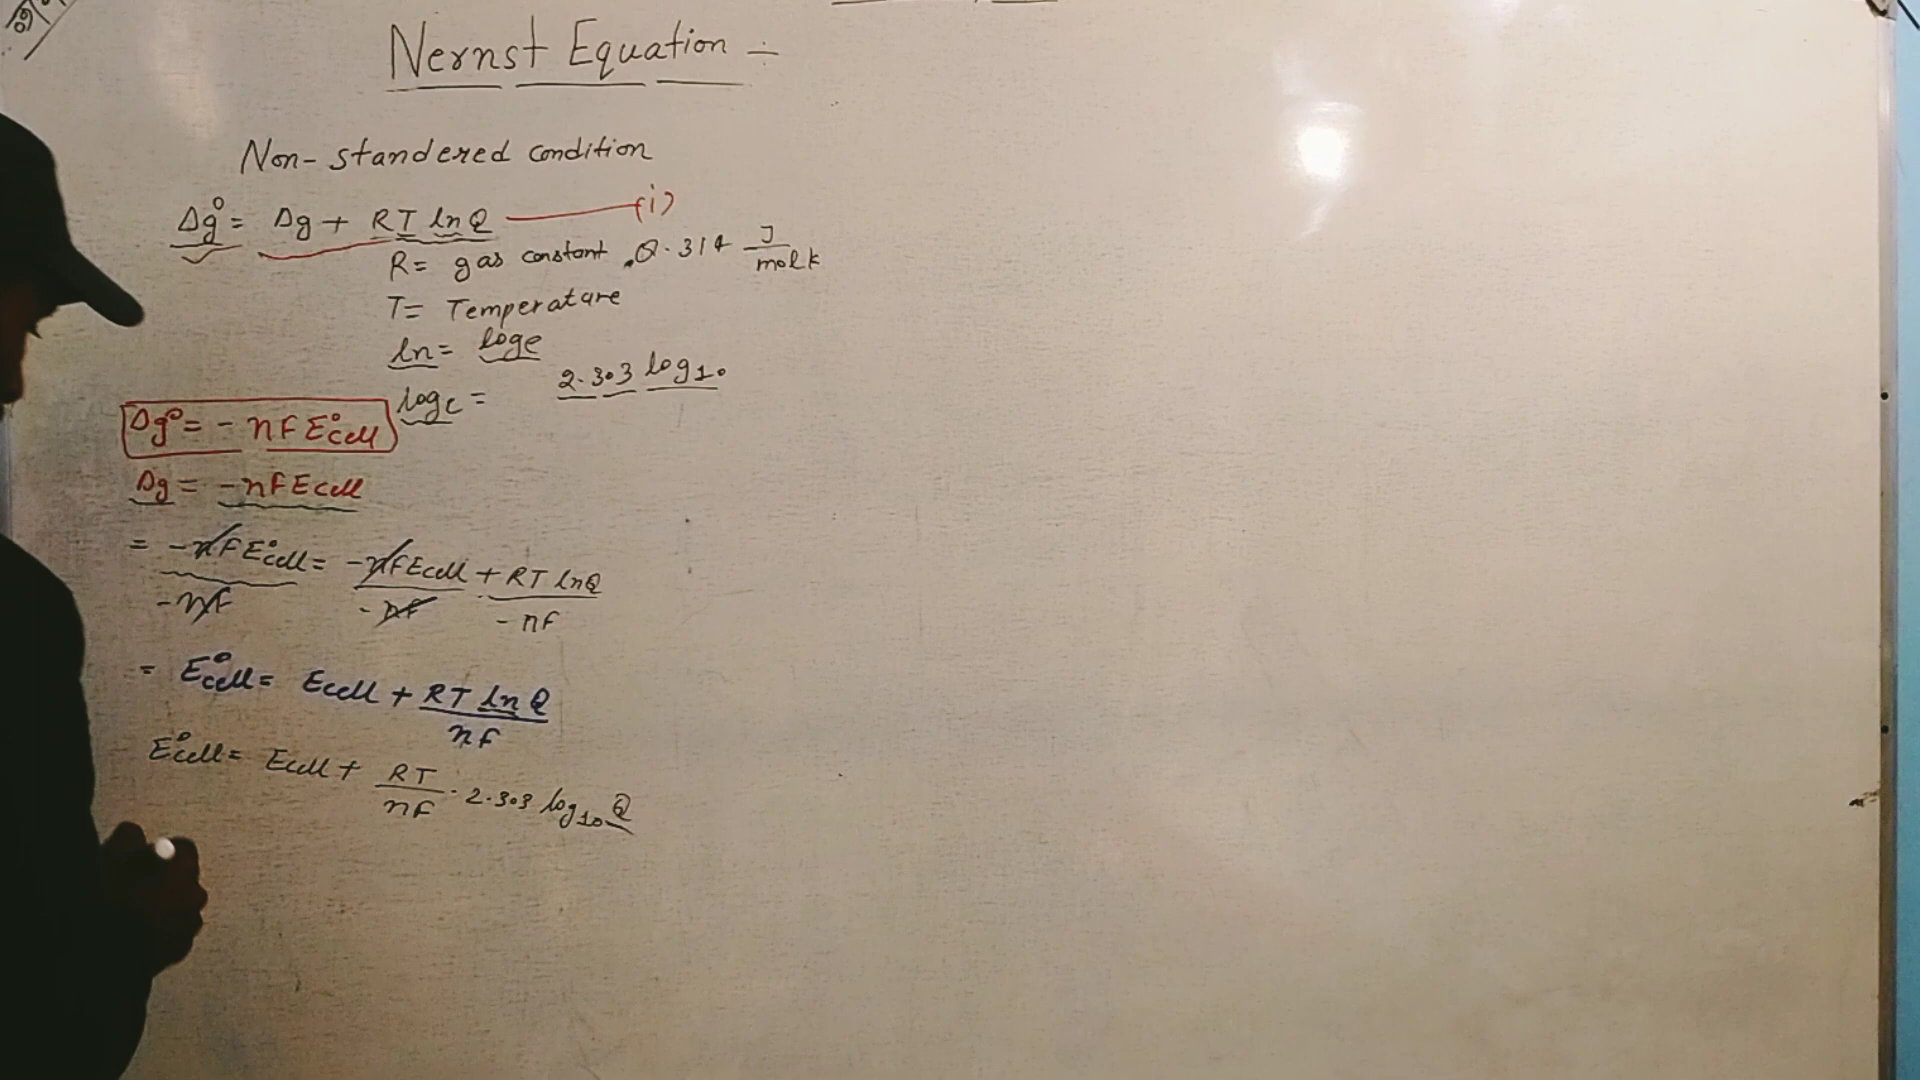 Nernst Equation ÷
Non-standered condition
Δg° = Δg + RT lnQ —(i)
R = gas constant 8.314 J/mol k
T = Temperature
ln = loge
loge = 2.303 log10
Δg° = - nFE°cell
Δg = -nFEcell
= -nFE°cell/-nF = -nFEcell/-nF + RT lnQ/-nF
= E°cell = Ecell + RT ln Q/nF
E°cell = Ecell + RT/nF · 2.303 log10 Q